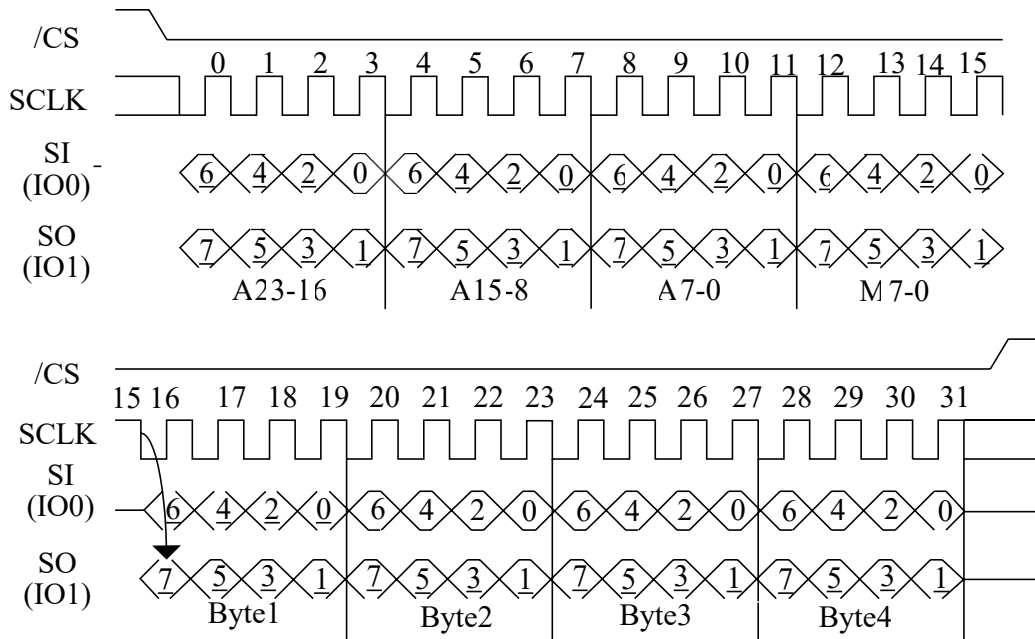 /CS
0 1 2 3 4 5 6 7 8 9 10 11 12 13 14 15
SCLK
SI
(IO0)
6 4 2 0 6 4 2 0 6 4 2 0 6 4 2 0
SO
(IO1)
7 5 3 1 7 5 3 1 7 5 3 1 7 5 3 1
A23-16 A15-8 A7-0 M7-0
/CS
15 16 17 18 19 20 21 22 23 24 25 26 27 28 29 30 31
SCLK
SI
(IO0)
6 4 2 0 6 4 2 0 6 4 2 0 6 4 2 0
SO
(IO1)
7 5 3 1 7 5 3 1 7 5 3 1 7 5 3 1
Byte1 Byte2 Byte3 Byte4